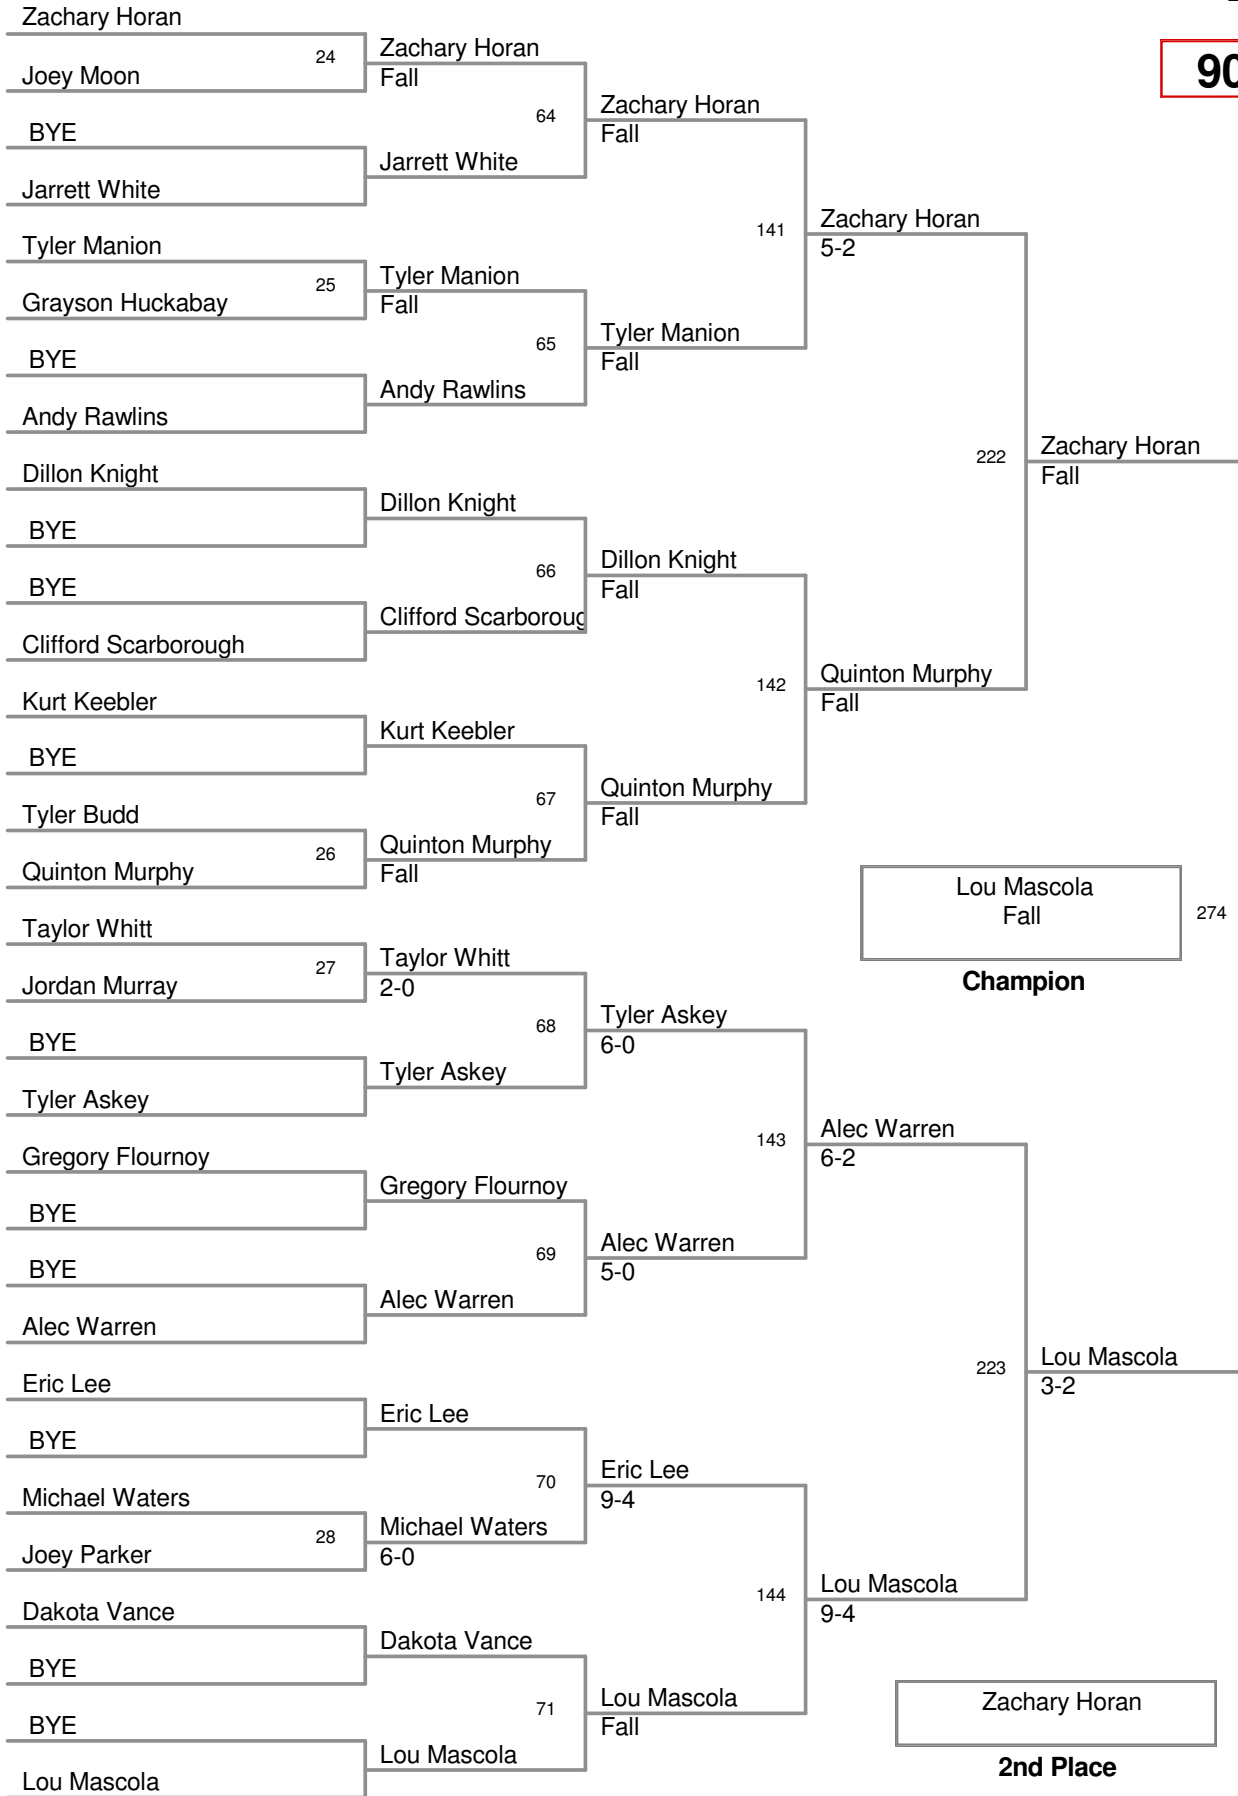 Zachary Horan
Joey Moon
BYE
Jarrett White
Tyler Manion
Grayson Huckabay
BYE
Andy Rawlins
Dillon Knight
BYE
BYE
Clifford Scarborough
Kurt Keebler
BYE
Tyler Budd
Quinton Murphy
Taylor Whitt
Jordan Murray
BYE
Tyler Askey
Gregory Flournoy
BYE
BYE
Alec Warren
Eric Lee
BYE
Michael Waters
Joey Parker
Dakota Vance
BYE
BYE
Lou Mascola
24
25
26
27
28
Zachary Horan
Fall
Jarrett White
Tyler Manion
Fall
Andy Rawlins
Dillon Knight
Clifford Scarboroug
Kurt Keebler
Quinton Murphy
Fall
Taylor Whitt
2-0
Tyler Askey
Gregory Flournoy
Alec Warren
Eric Lee
Michael Waters
6-0
Dakota Vance
Lou Mascola
64
65
66
67
68
69
70
71
Zachary Horan
Fall
Tyler Manion
Fall
Dillon Knight
Fall
Quinton Murphy
Fall
Tyler Askey
6-0
Alec Warren
5-0
Eric Lee
9-4
Lou Mascola
Fall
141
142
143
144
Zachary Horan
5-2
Quinton Murphy
Fall
Alec Warren
6-2
Lou Mascola
9-4
222
223
Zachary Horan
Fall
Lou Mascola
3-2
90
Lou Mascola
Fall
274
Champion
Zachary Horan
2nd Place